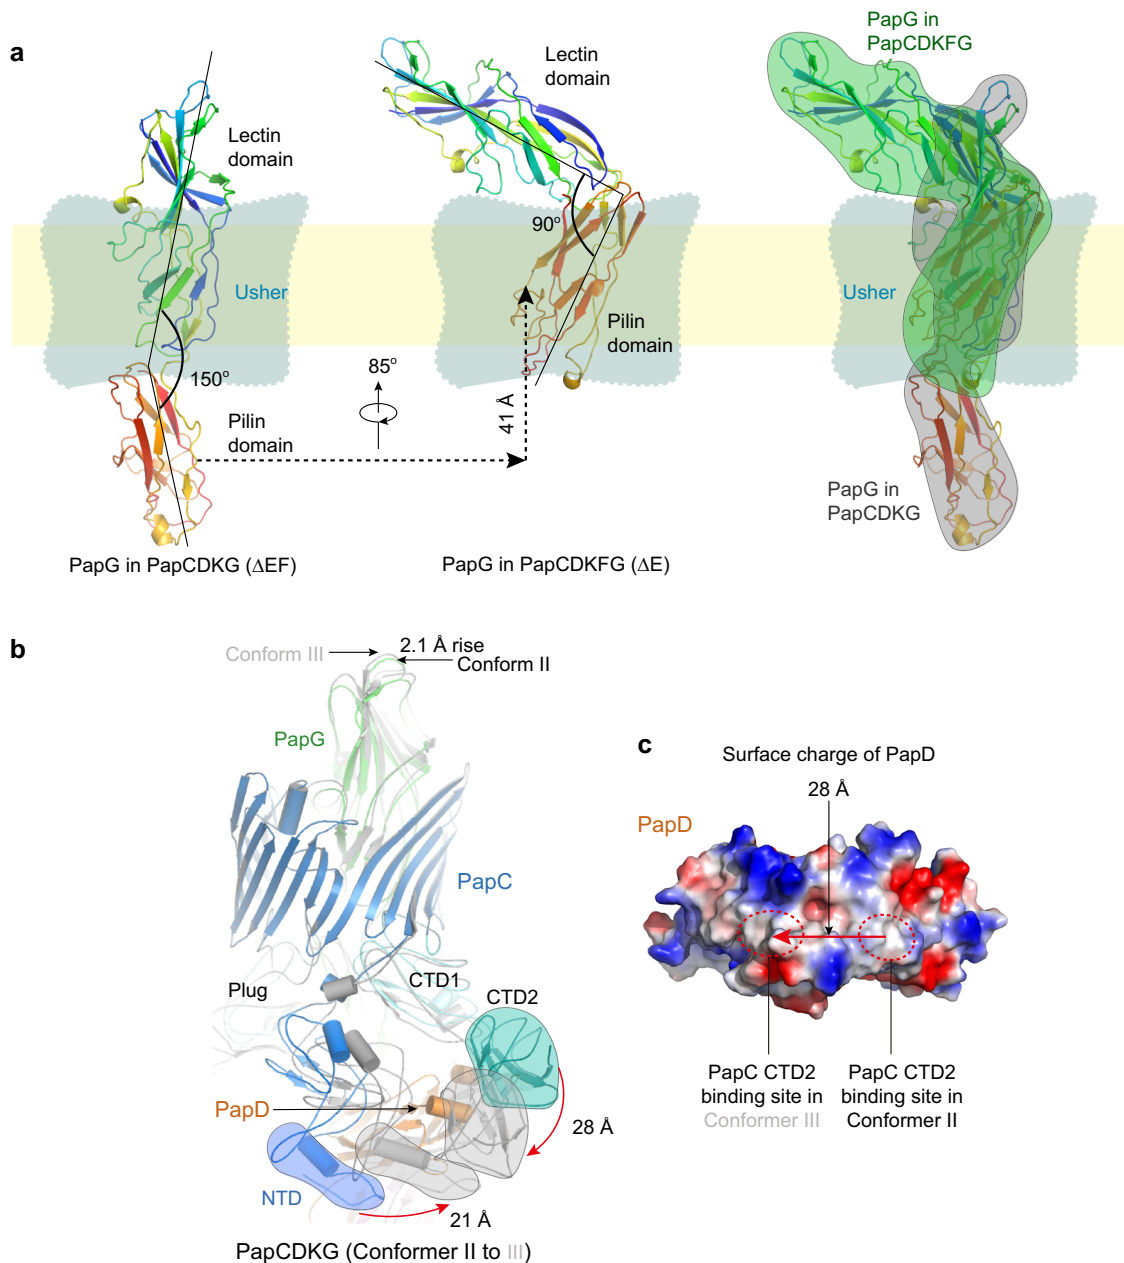 a
Lectin
domain
Usher
150°
Pilin
domain
PapG in PapCDKG (ΔEF)
85°
Lectin
domain
90°
Pilin
domain
41 Å
PapG in PapCDKFG (ΔE)
PapG in
PapCDKFG
Usher
PapG in
PapCDKG
b
Conform III
2.1 Å rise
Conform II
PapG
PapC
Plug
CTD1
CTD2
PapD
28 Å
NTD
21 Å
PapCDKG (Conformer II to III)
c
Surface charge of PapD
28 Å
PapD
PapC CTD2
binding site in
Conformer III
PapC CTD2
binding site in
Conformer II